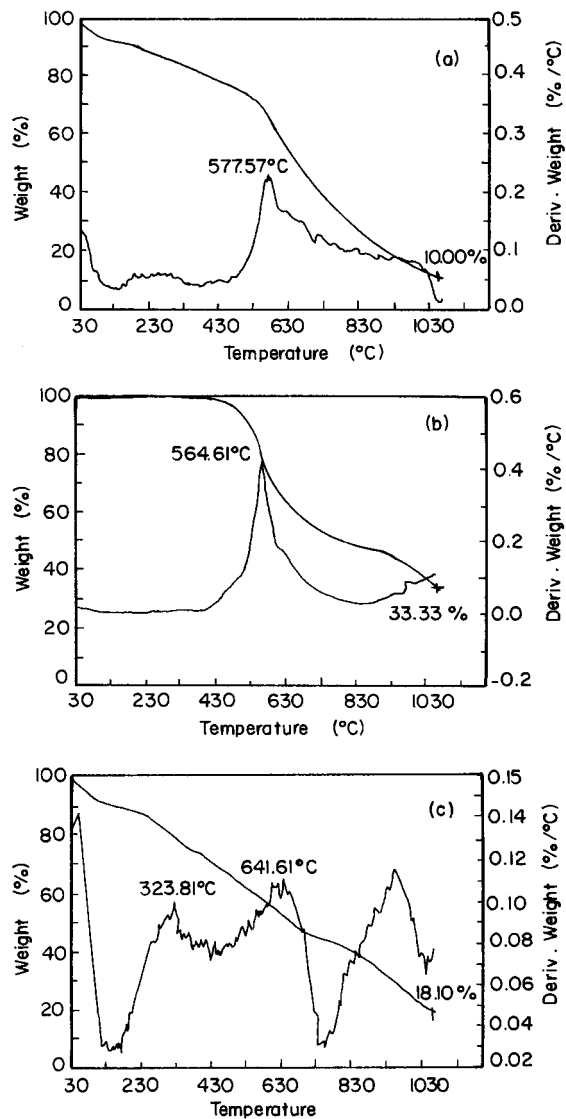 100
80
60
40
20
0
Weight (%)
0.5
0.4
0.3
0.2
0.1
0.0
Deriv. Weight (%/°C)
(a)
577.57°C
10.00%
30 230 430 630 830 1030
Temperature (°C)
100
80
60
40
20
0
Weight (%)
0.6
0.4
0.2
0.0
-0.2
Deriv. Weight (%/°C)
(b)
564.61°C
33.33 %
30 230 430 630 830 1030
Temperature (°C)
100
80
60
40
20
0
Weight (%)
0.15
0.14
0.12
0.10
0.08
0.06
0.04
0.02
Deriv. Weight (%/°C)
(c)
323.81°C
641.61°C
18.10%
30 230 430 630 830 1030
Temperature